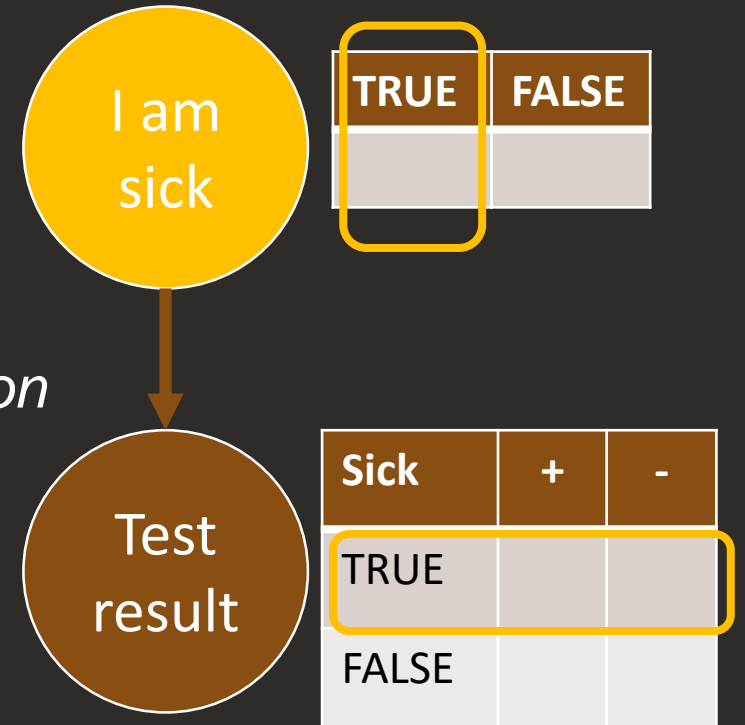 I am
sick
TRUE FALSE
on
Test
result
Sick + -
TRUE
FALSE